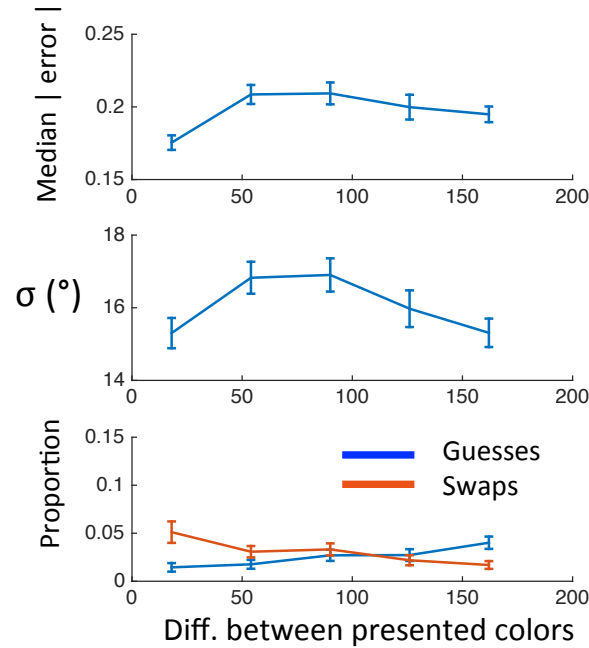 Median | error |
0.25
0.2
0.15
0 50 100 150 200
σ (°)
18
16
14
0 50 100 150 200
Proportion
0.15
0.1
0.05
0
Guesses
Swaps
0 50 100 150 200
Diff. between presented colors